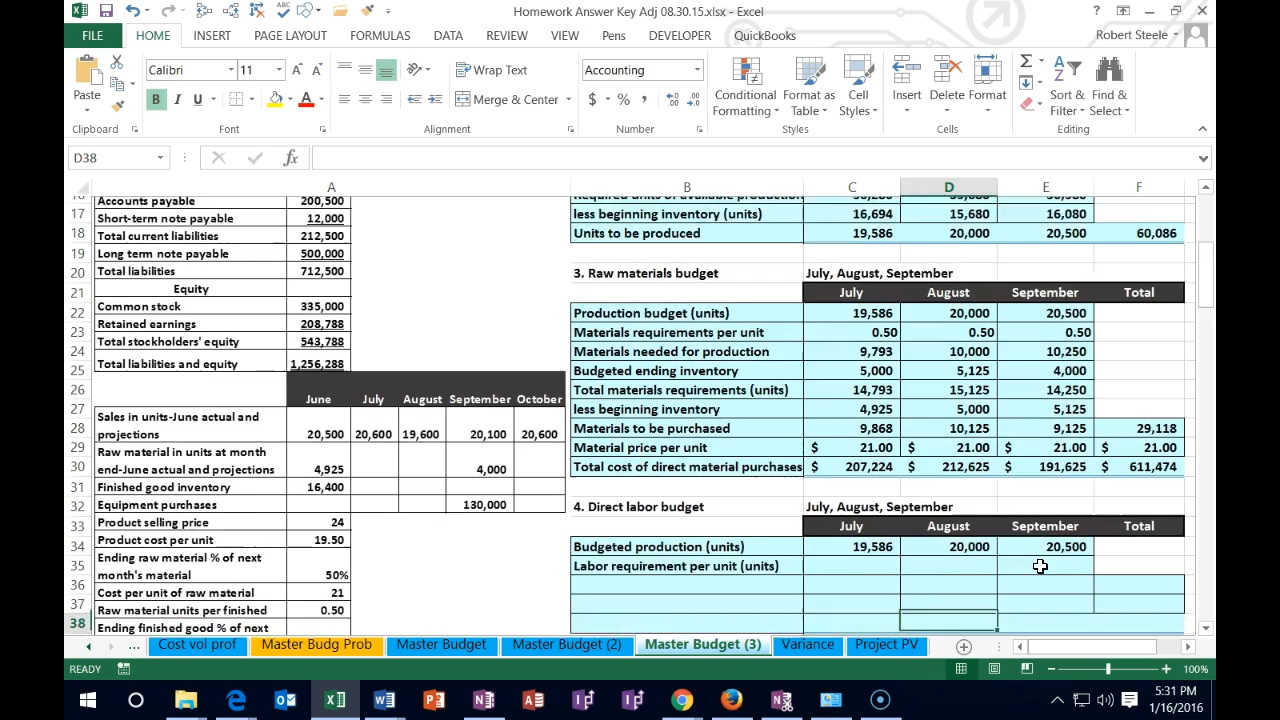 Homework Answer Key Adj 08.30.15.xlsx - Excel
FILE HOME INSERT PAGE LAYOUT FORMULAS DATA REVIEW VIEW Pens DEVELOPER QuickBooks Robert Steele
Calibri 11 Wrap Text Accounting
Paste B I U Merge & Center $ % Conditional Formatting Format as Table Cell Styles Insert Delete Format Sort & Filter Find & Select
Clipboard Font Alignment Number Styles Cells Editing
D38 fx
A B C D E F
Accounts payable 200,500
17 Short-term note payable 12,000 less beginning inventory (units) 16,694 15,680 16,080
18 Total current liabilities 212,500 Units to be produced 19,586 20,000 20,500 60,086
19 Long term note payable 500,000
20 Total liabilities 712,500 3. Raw materials budget July, August, September
21 Equity July August September Total
22 Common stock 335,000 Production budget (units) 19,586 20,000 20,500
23 Retained earnings 208,788 Materials requirements per unit 0.50 0.50 0.50
24 Total stockholders' equity 543,788 Materials needed for production 9,793 10,000 10,250
25 Total liabilities and equity 1,256,288 Budgeted ending inventory 5,000 5,125 4,000
26 June July August September October Total materials requirements (units) 14,793 15,125 14,250
27 Sales in units-June actual and less beginning inventory 4,925 5,000 5,125
28 projections 20,500 20,600 19,600 20,100 20,600 Materials to be purchased 9,868 10,125 9,125 29,118
29 Raw material in units at month Material price per unit $ 21.00 $ 21.00 $ 21.00 $ 21.00
30 end-June actual and projections 4,925 4,000 Total cost of direct material purchases $ 207,224 $ 212,625 $ 191,625 $ 611,474
31 Finished good inventory 16,400
32 Equipment purchases 130,000 4. Direct labor budget July, August, September
33 Product selling price 24 July August September Total
34 Product cost per unit 19.50 Budgeted production (units) 19,586 20,000 20,500
35 Ending raw material % of next month's material 50% Labor requirement per unit (units)
36 Cost per unit of raw material 21
37 Raw material units per finished 0.50
38 Ending finished good % of next
... Cost vol prof Master Budg Prob Master Budget Master Budget (2) Master Budget (3) Variance Project PV
READY 100%
5:31 PM
1/16/2016